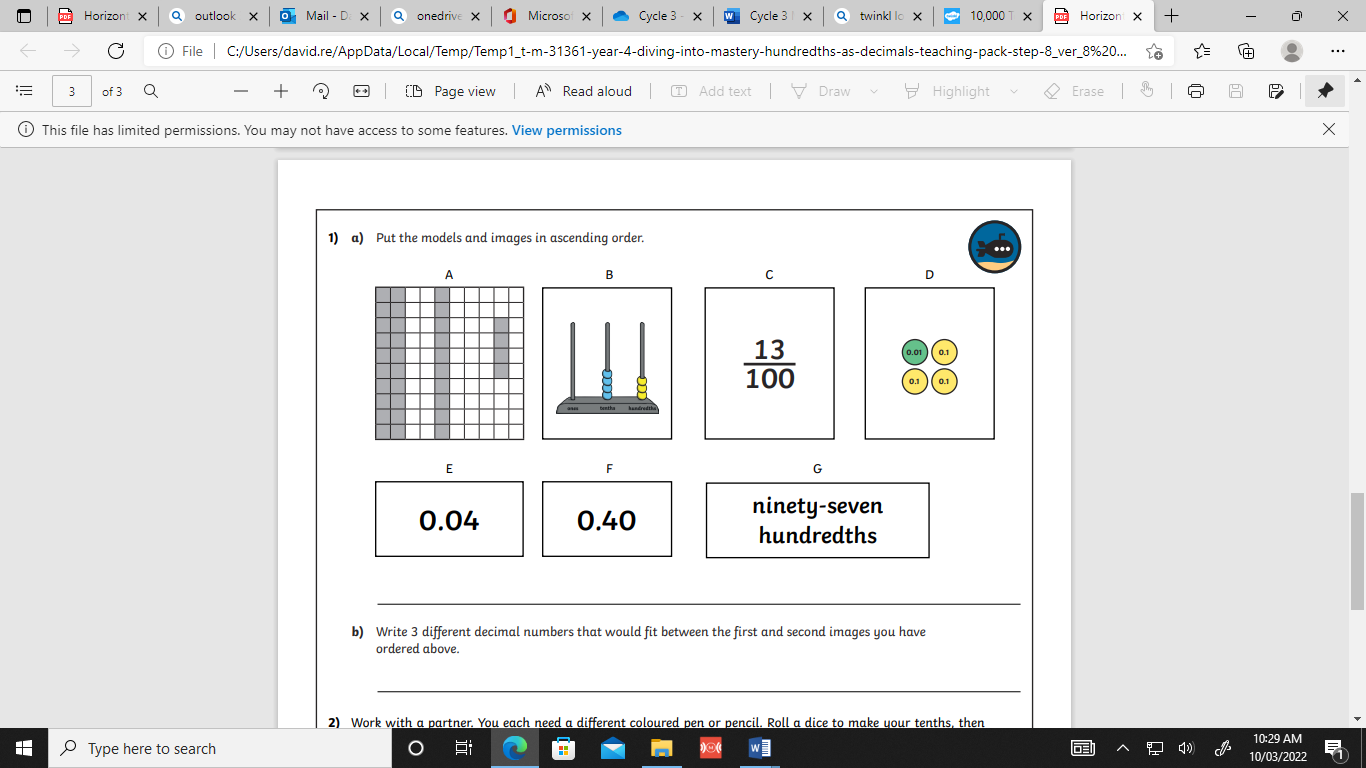 Horizont
outlook
Mail - Da
onedrive
Microsof
Cycle 3 -
Cycle 3 I
twinkl lo
10,000 T
Horizont
File
C:/Users/david.re/AppData/Local/Temp/Temp1_t-m-31361-year-4-diving-into-mastery-hundredths-as-decimals-teaching-pack-step-8_ver_8%20...
3 of 3
Page view
Read aloud
Add text
Draw
Highlight
Erase
This file has limited permissions. You may not have access to some features. View permissions
1) a) Put the models and images in ascending order.
A B C D
ones tenths hundredths
13
100
0.01 0.1
0.1 0.1
E F G
0.04
0.40
ninety-seven
hundredths
b) Write 3 different decimal numbers that would fit between the first and second images you have
ordered above.
2) Work with a partner. You each need a different coloured pen or pencil. Roll a dice to make your tenths, then
Type here to search
10:29 AM
10/03/2022
1